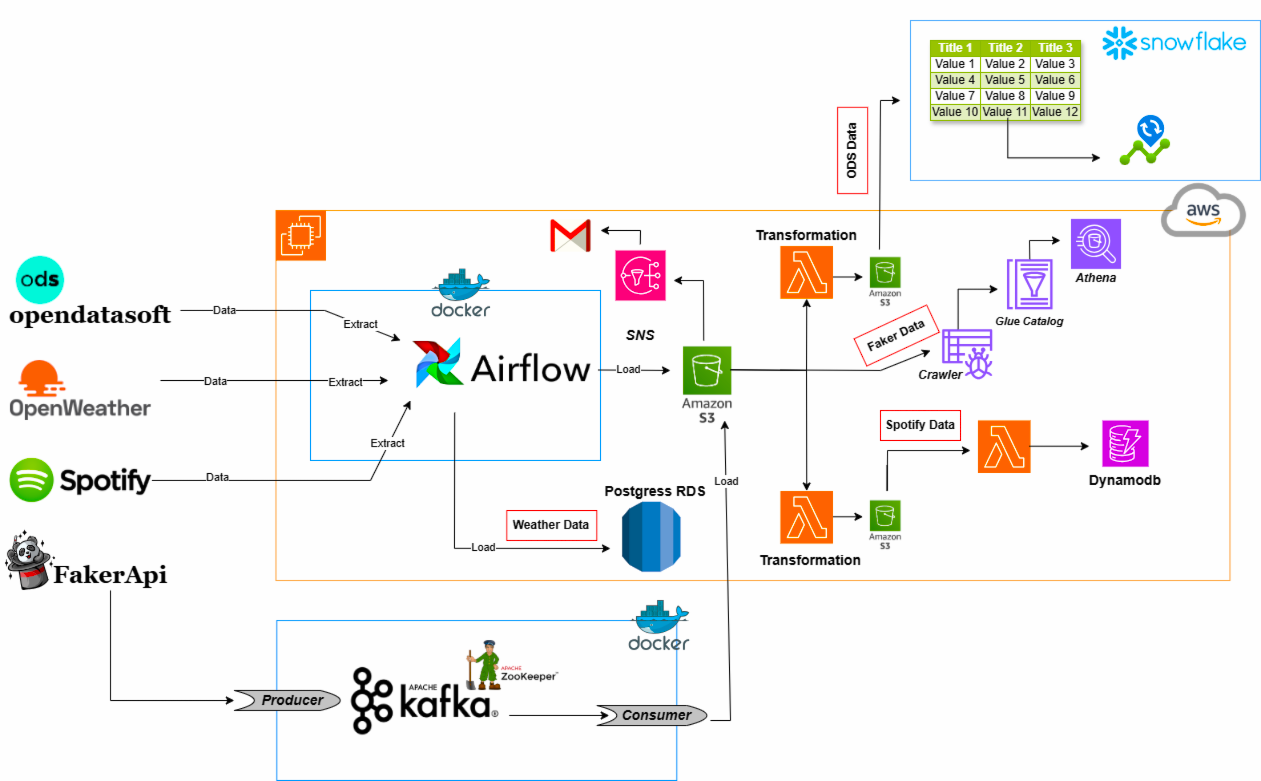 snowflake
Title 1 Title 2 Title 3
Value 1 Value 2 Value 3
Value 4 Value 5 Value 6
Value 7 Value 8 Value 9
Value 10 Value 11 Value 12
ODS Data
aws
Transformation
Amazon
S3
Athena
Glue Catalog
Faker Data
Crawler
SNS
docker
ods
opendatasoft
Data
Extract
Airflow
Load
Amazon
S3
OpenWeather
Data
Extract
Spotify
Data
Extract
Spotify Data
Dynamodb
Load
Postgress RDS
Weather Data
Load
Amazon
S3
Transformation
FakerApi
docker
Producer
APACHE
kafka®
APACHE
ZooKeeper™
Consumer